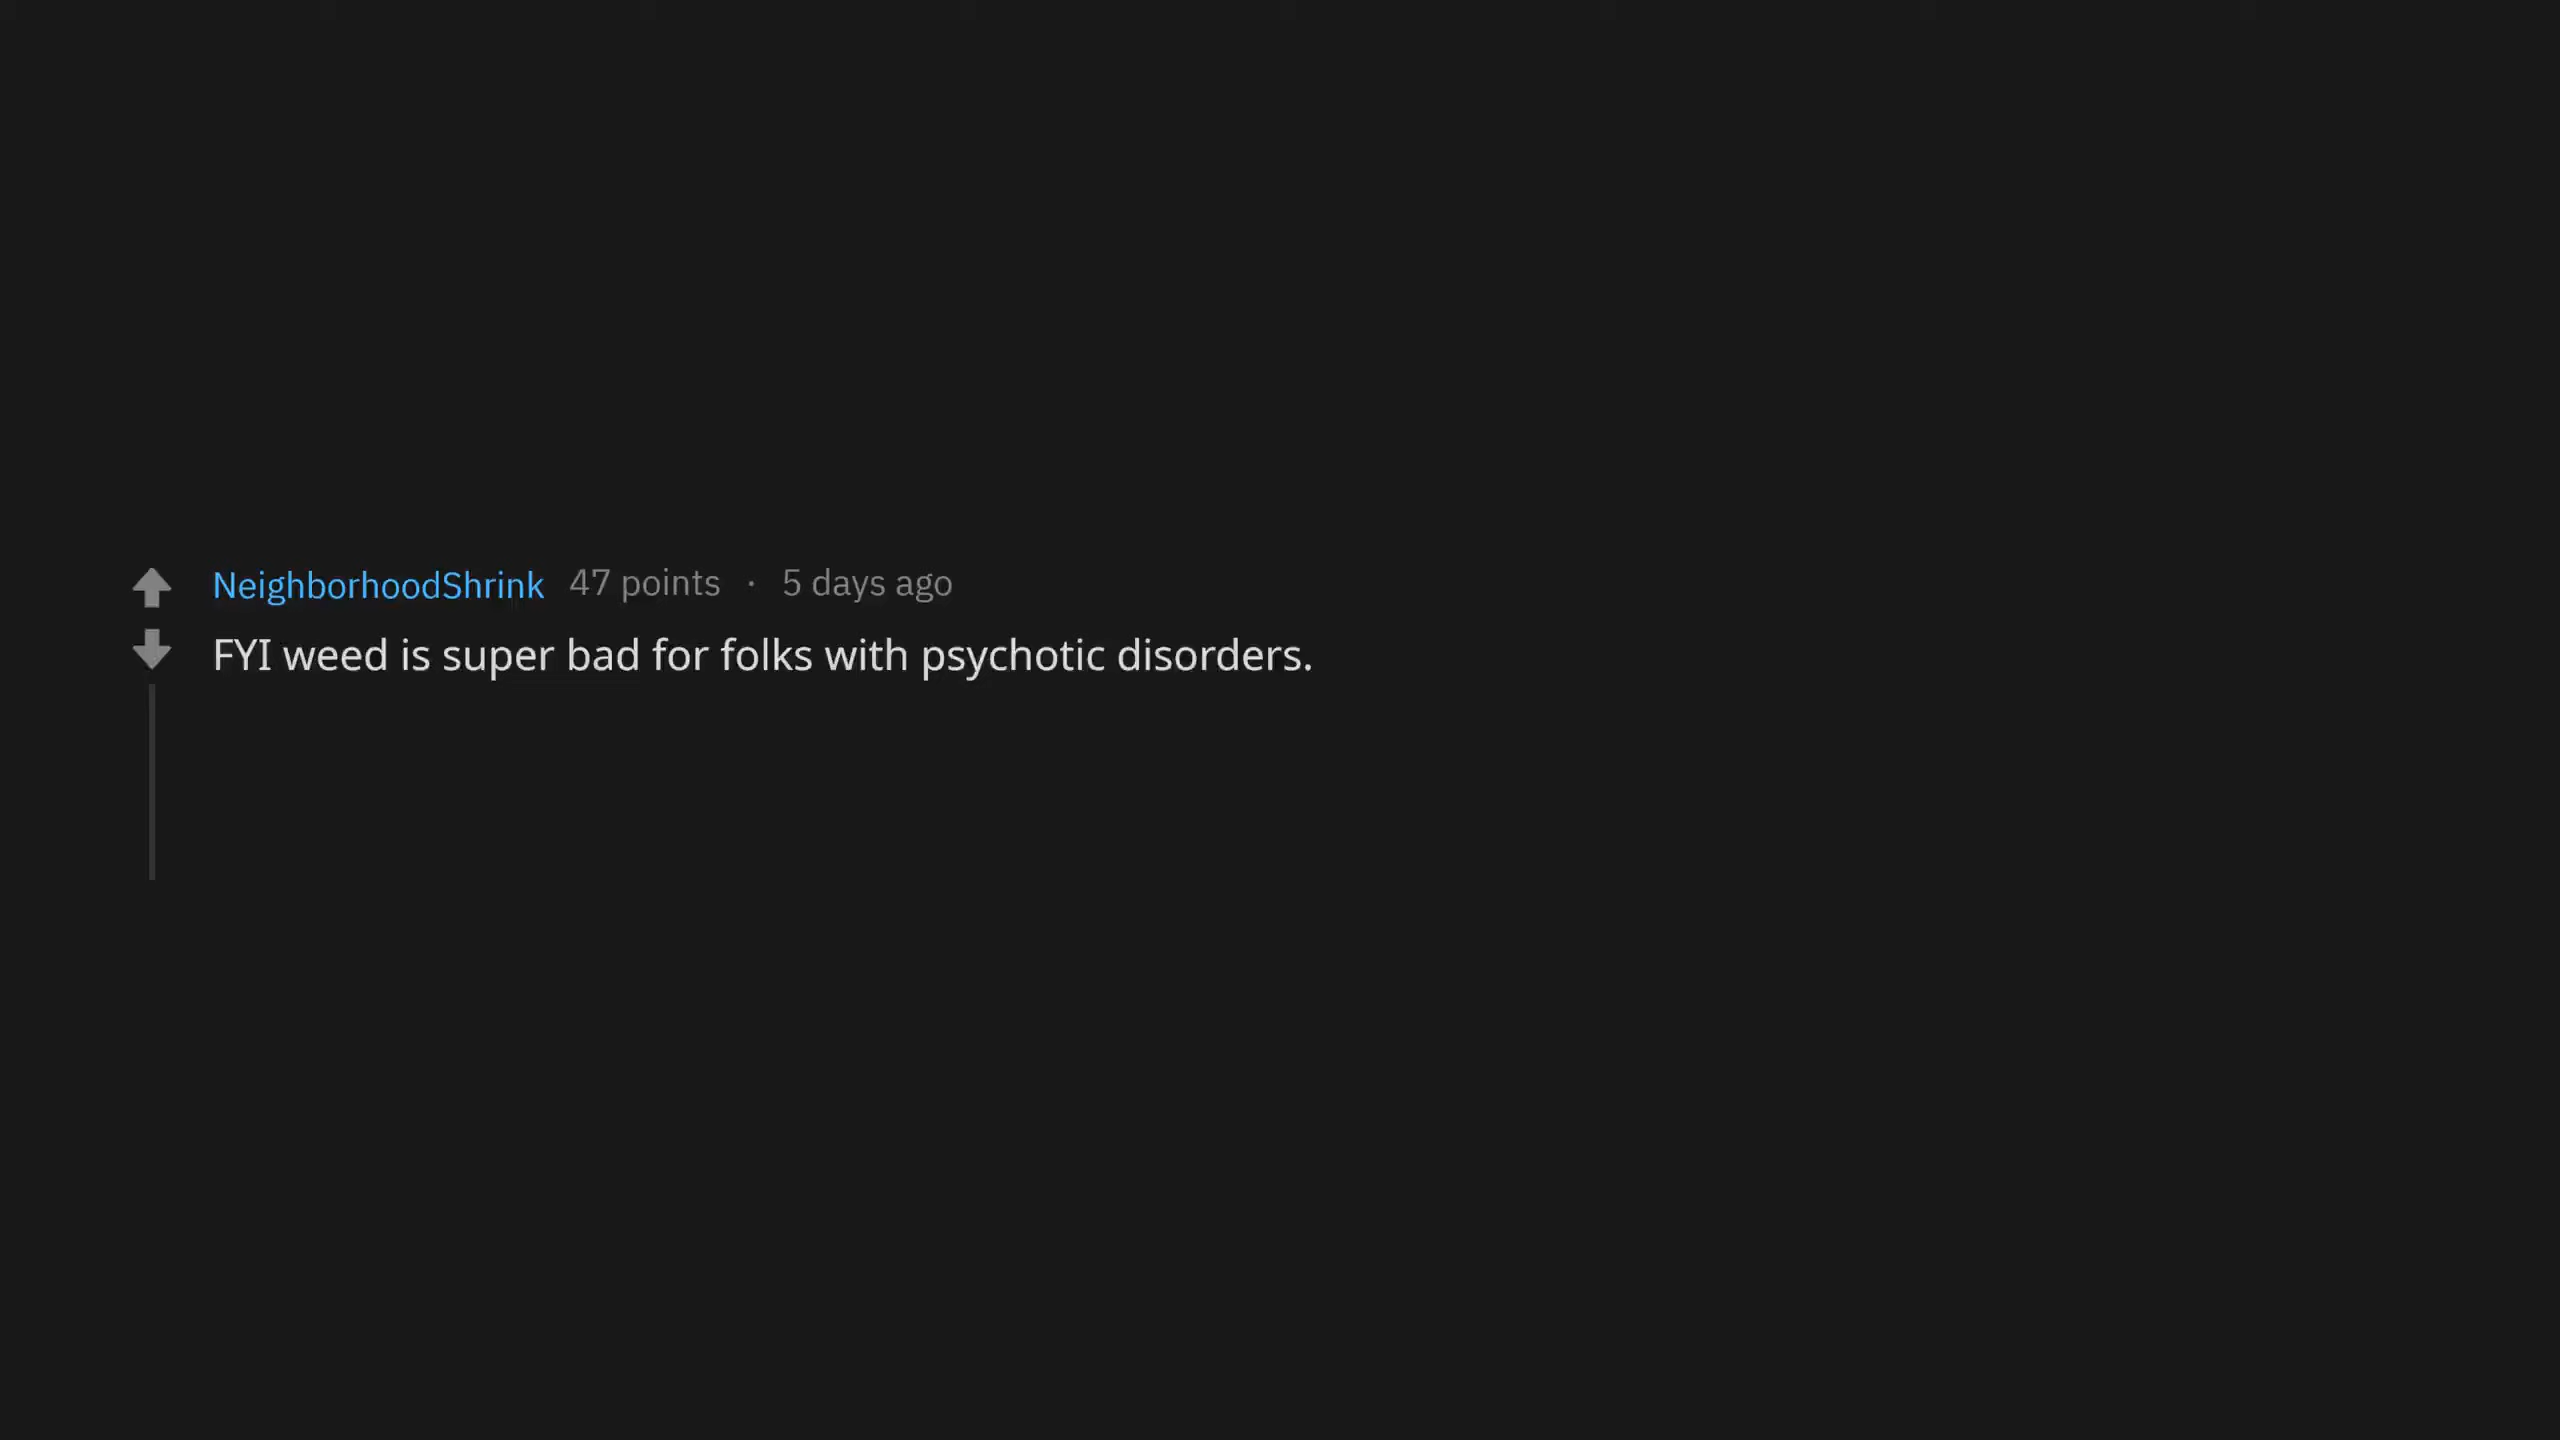 NeighborhoodShrink 47 points · 5 days ago
FYI weed is super bad for folks with psychotic disorders.